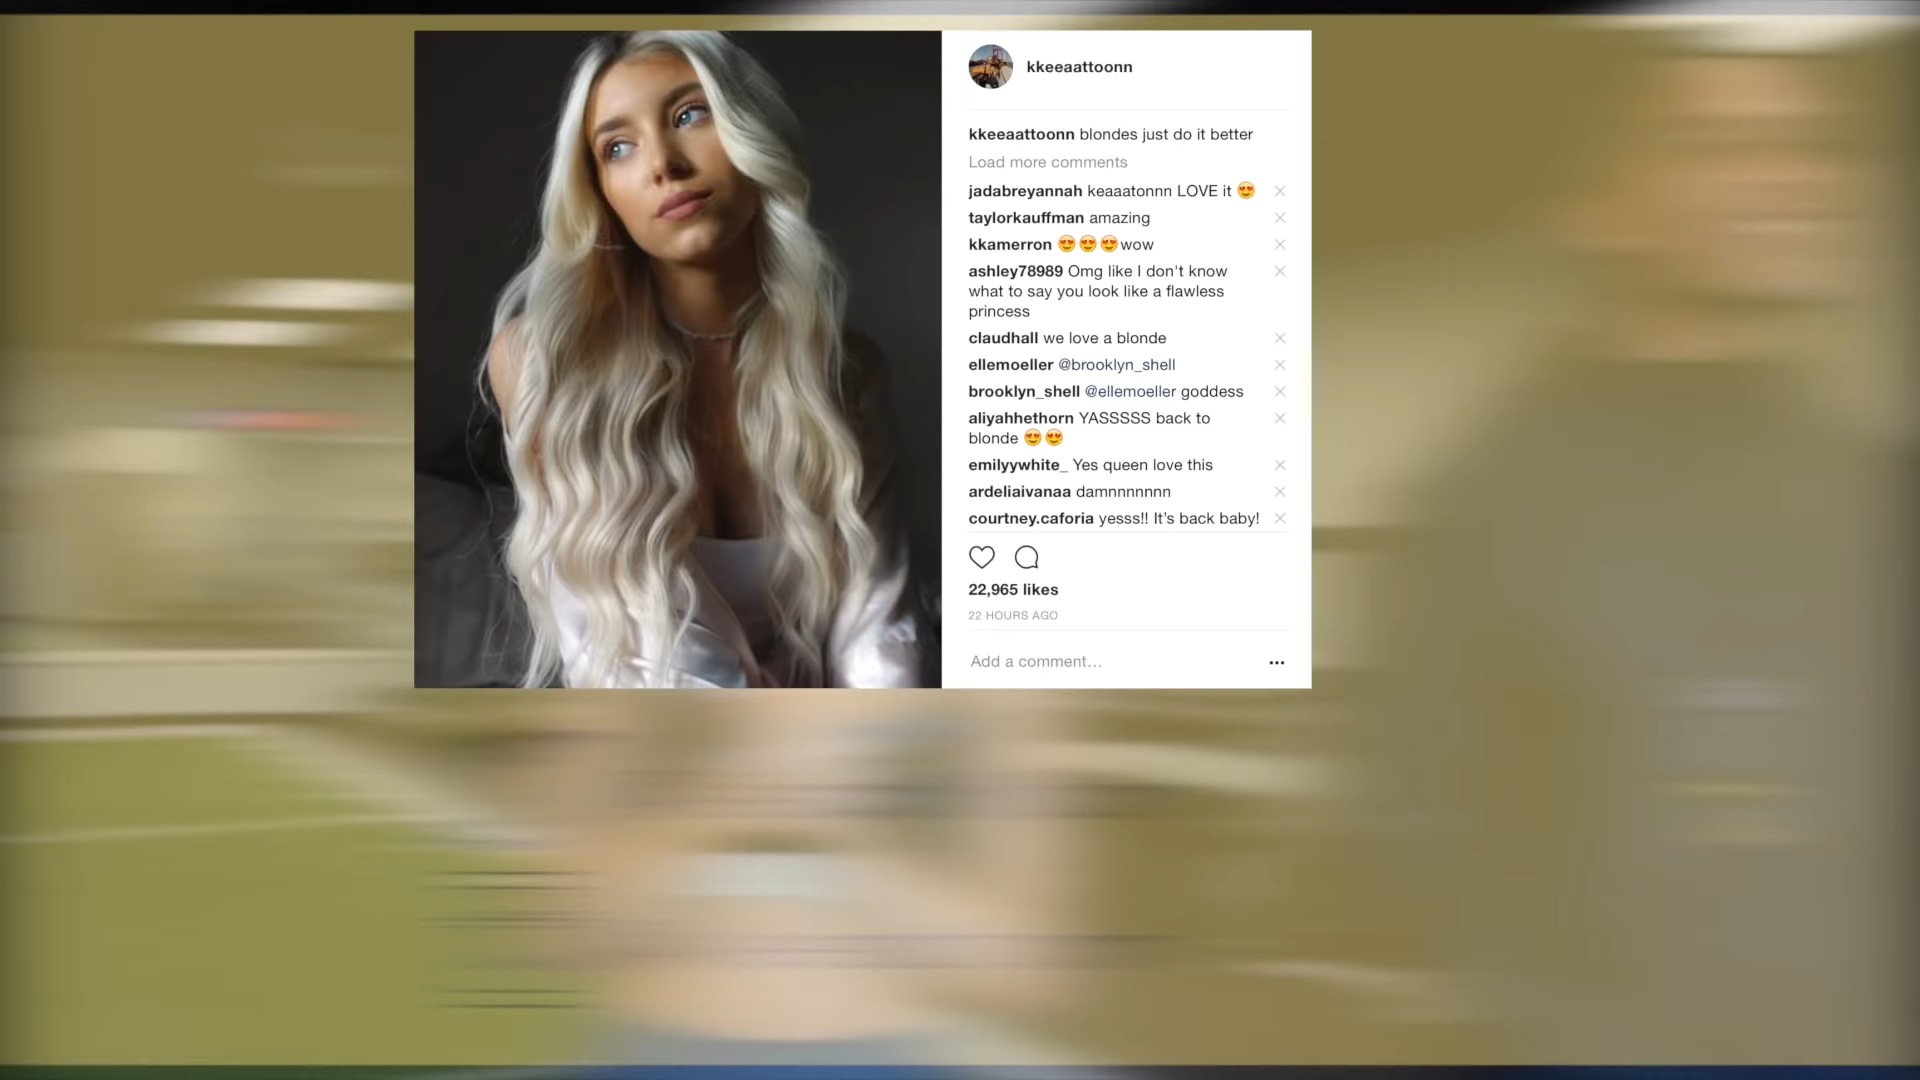 kkeeaattoonn
kkeeaattoonn blondes just do it better
Load more comments
jadabreyannah keaaatonnn LOVE it 😍
taylorkauffman amazing
kkamerron 😍😍😍wow
ashley78989 Omg like I don't know
what to say you look like a flawless
princess
claudhall we love a blonde
ellemoeller @brooklyn_shell
brooklyn_shell @ellemoeller goddess
aliyahhethorn YASSSSS back to
blonde 😍😍
emilyywhite_ Yes queen love this
ardeliaivanaa damnnnnnnn
courtney.caforia yesss!! It’s back baby!
22,965 likes
22 HOURS AGO
Add a comment…